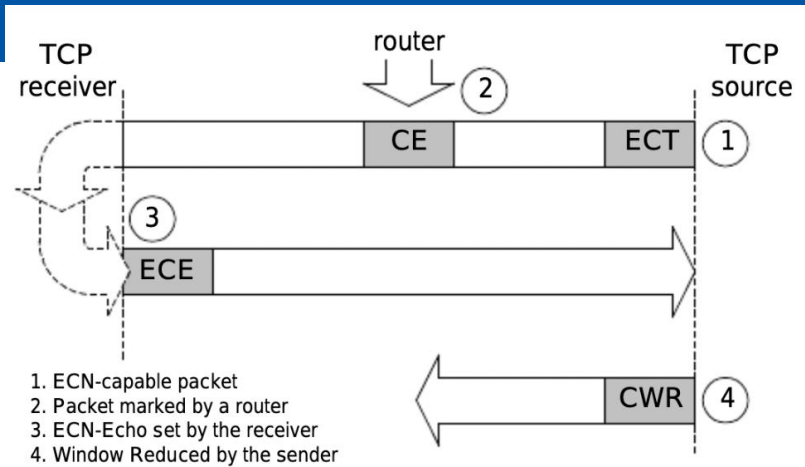 TCP
receiver
router
TCP
source
2
CE
ECT
1
3
ECE
CWR
4
1. ECN-capable packet
2. Packet marked by a router
3. ECN-Echo set by the receiver
4. Window Reduced by the sender